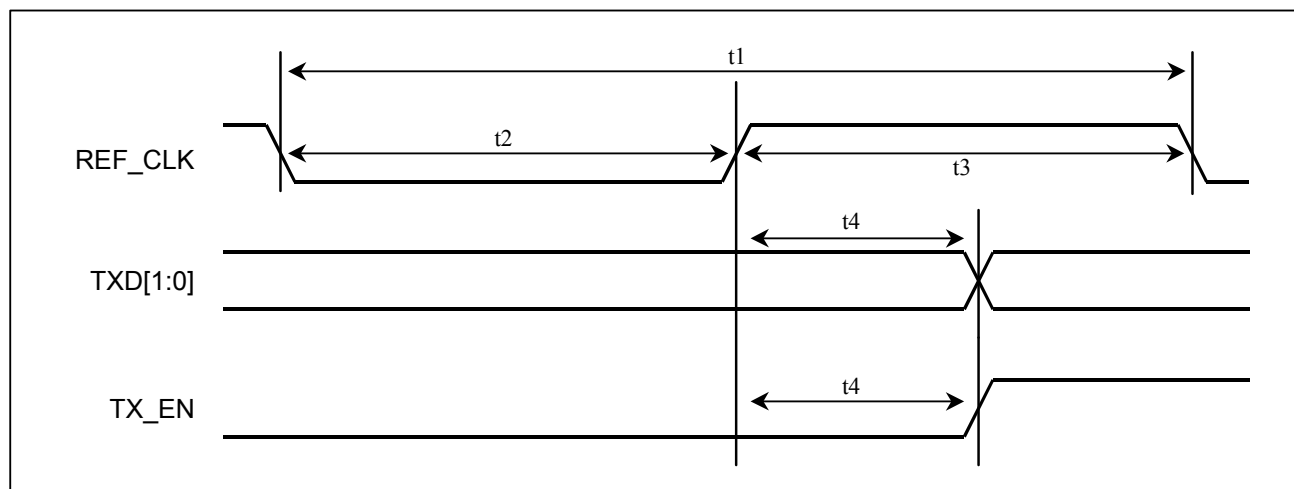 t1
REF_CLK
t2
t3
t4
TXD[1:0]
t4
TX_EN